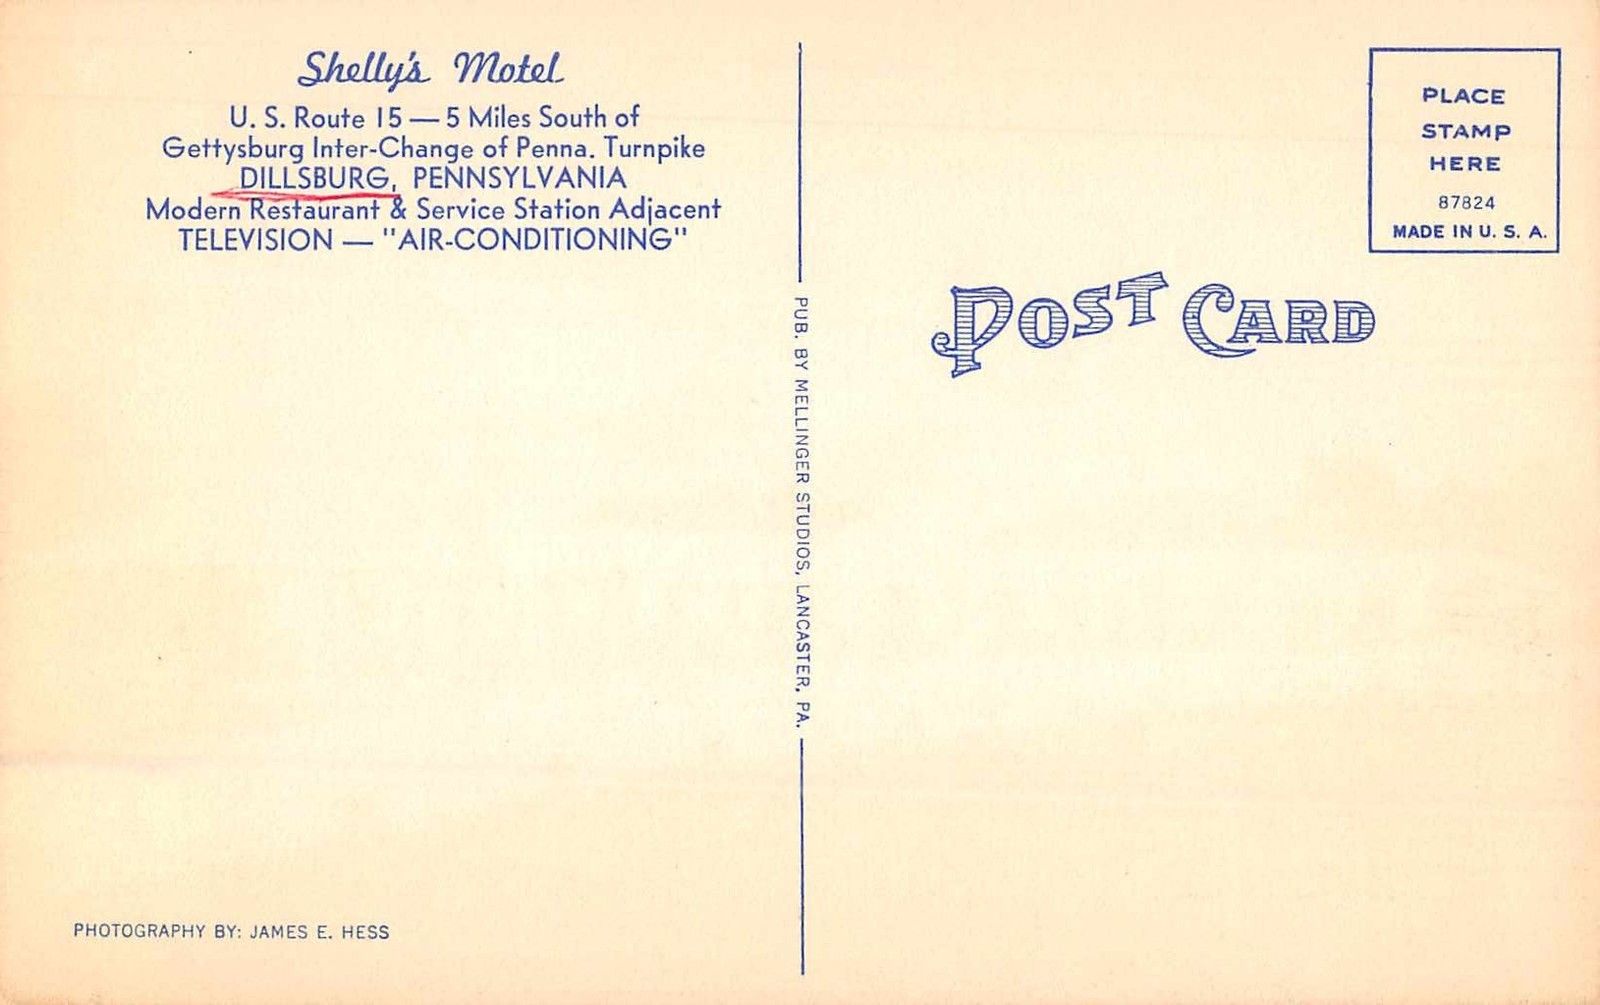 Shelly's Motel
U. S. Route 15 — 5 Miles South of
Gettysburg Inter-Change of Penna. Turnpike
DILLSBURG, PENNSYLVANIA
Modern Restaurant & Service Station Adjacent
TELEVISION — "AIR-CONDITIONING"
PHOTOGRAPHY BY: JAMES E. HESS
PUB. BY MELLINGER STUDIOS, LANCASTER, PA.
PLACE
STAMP
HERE
87824
MADE IN U. S. A.
POST CARD